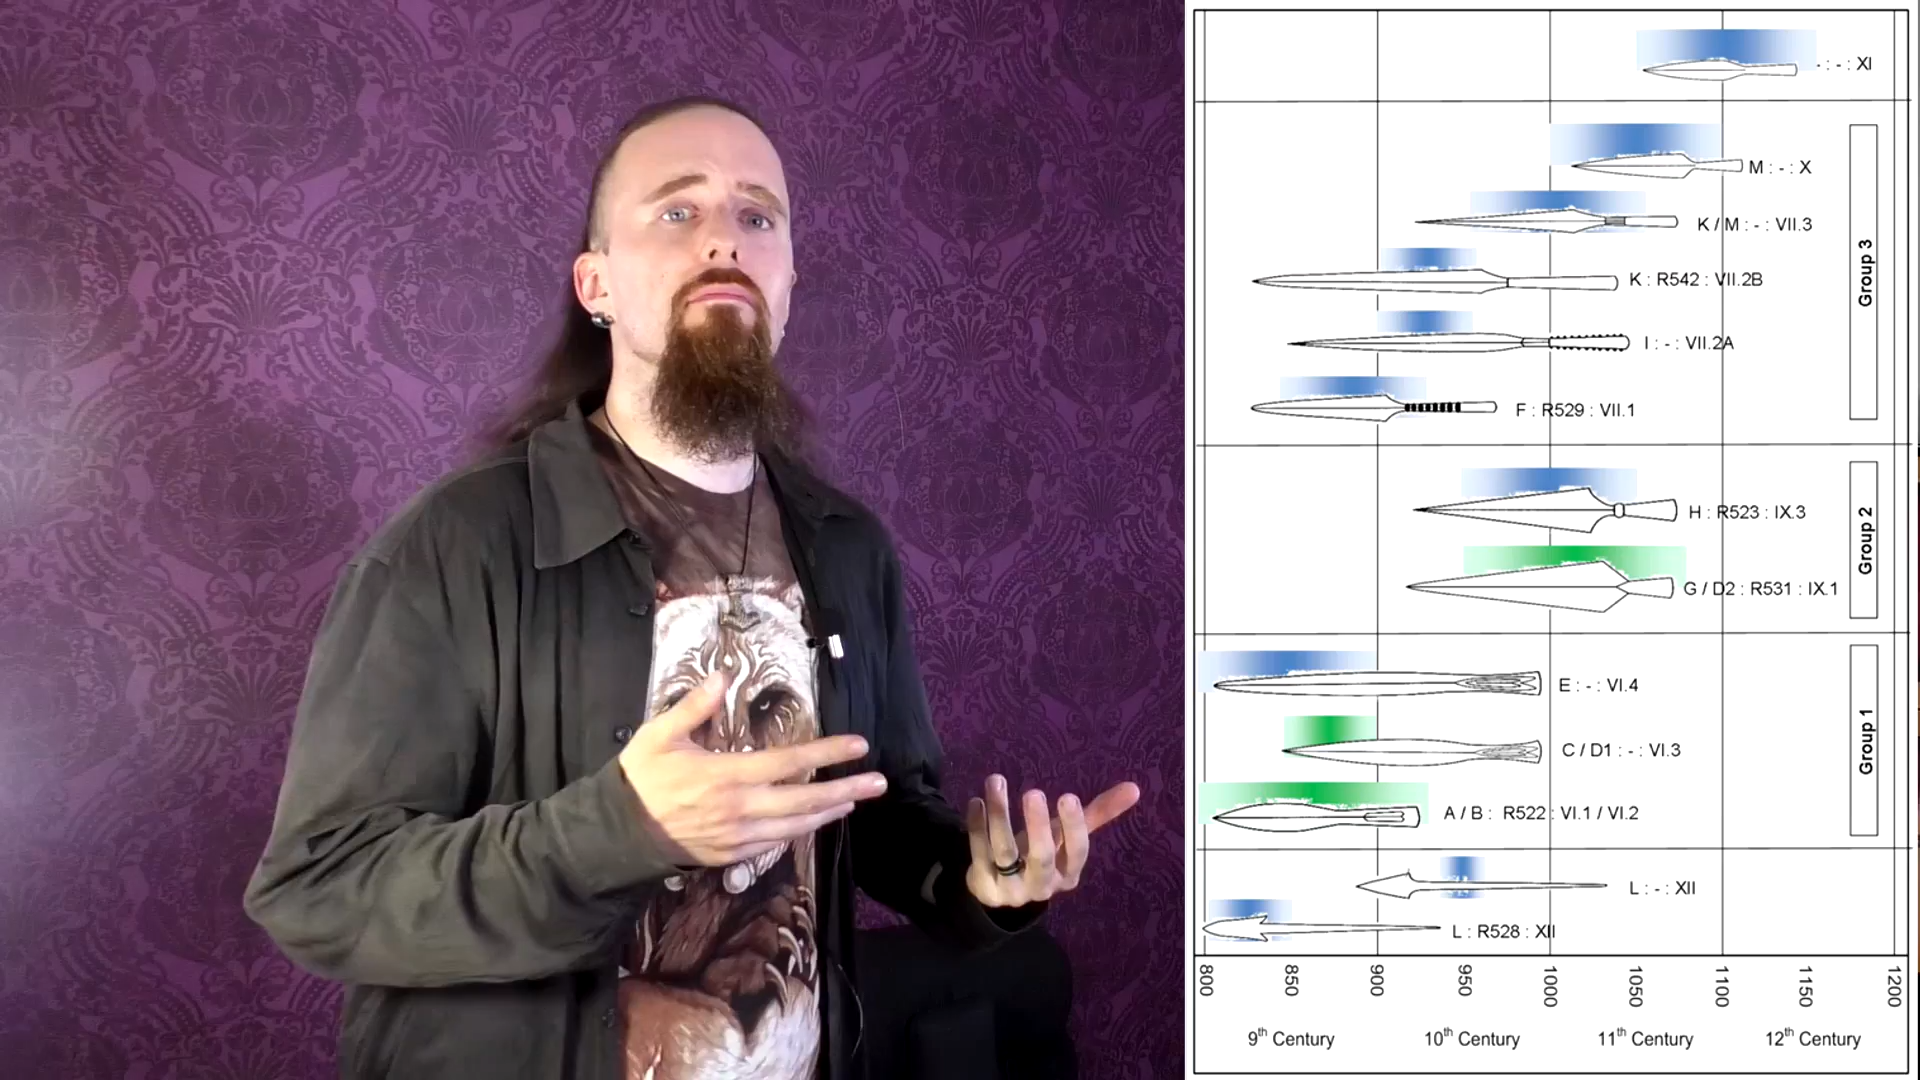 - : - : XI
M : - : X
K / M : - : VII.3
K : R542 : VII.2B
I : - : VII.2A
F : R529 : VII.1
Group 3
H : R523 : IX.3
G / D2 : R531 : IX.1
Group 2
E : - : VI.4
C / D1 : - : VI.3
A / B : R522 : VI.1 / VI.2
Group 1
L : - : XII
L : R528 : XII
800 850 900 950 1000 1050 1100 1150 1200
9th Century 10th Century 11th Century 12th Century